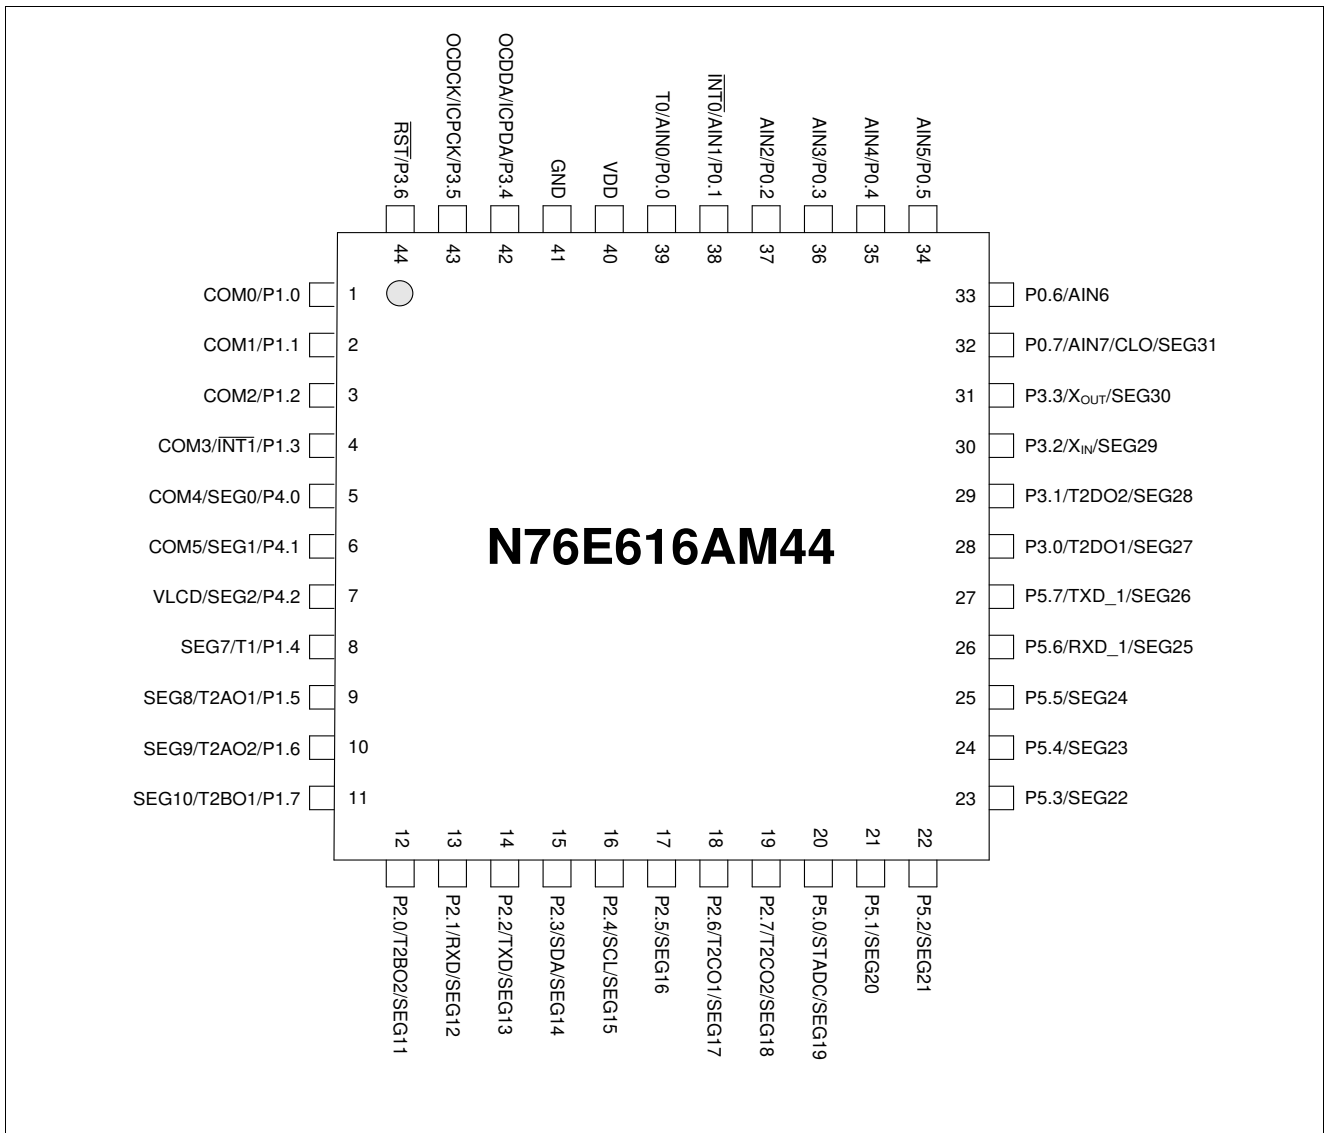 RST/P3.6
OCDCK/ICPCK/P3.5
OCDDA/ICPDA/P3.4
GND
VDD
T0/AIN0/P0.0
INT0/AIN1/P0.1
AIN2/P0.2
AIN3/P0.3
AIN4/P0.4
AIN5/P0.5
44
43
42
41
40
39
38
37
36
35
34
COM0/P1.0 1
COM1/P1.1 2
COM2/P1.2 3
COM3/INT1/P1.3 4
COM4/SEG0/P4.0 5
COM5/SEG1/P4.1 6
VLCD/SEG2/P4.2 7
SEG7/T1/P1.4 8
SEG8/T2AO1/P1.5 9
SEG9/T2AO2/P1.6 10
SEG10/T2BO1/P1.7 11
N76E616AM44
33 P0.6/AIN6
32 P0.7/AIN7/CLO/SEG31
31 P3.3/XOUT/SEG30
30 P3.2/XIN/SEG29
29 P3.1/T2DO2/SEG28
28 P3.0/T2DO1/SEG27
27 P5.7/TXD_1/SEG26
26 P5.6/RXD_1/SEG25
25 P5.5/SEG24
24 P5.4/SEG23
23 P5.3/SEG22
12
13
14
15
16
17
18
19
20
21
22
P2.0/T2BO2/SEG11
P2.1/RXD/SEG12
P2.2/TXD/SEG13
P2.3/SDA/SEG14
P2.4/SCL/SEG15
P2.5/SEG16
P2.6/T2CO1/SEG17
P2.7/T2CO2/SEG18
P5.0/STADC/SEG19
P5.1/SEG20
P5.2/SEG21